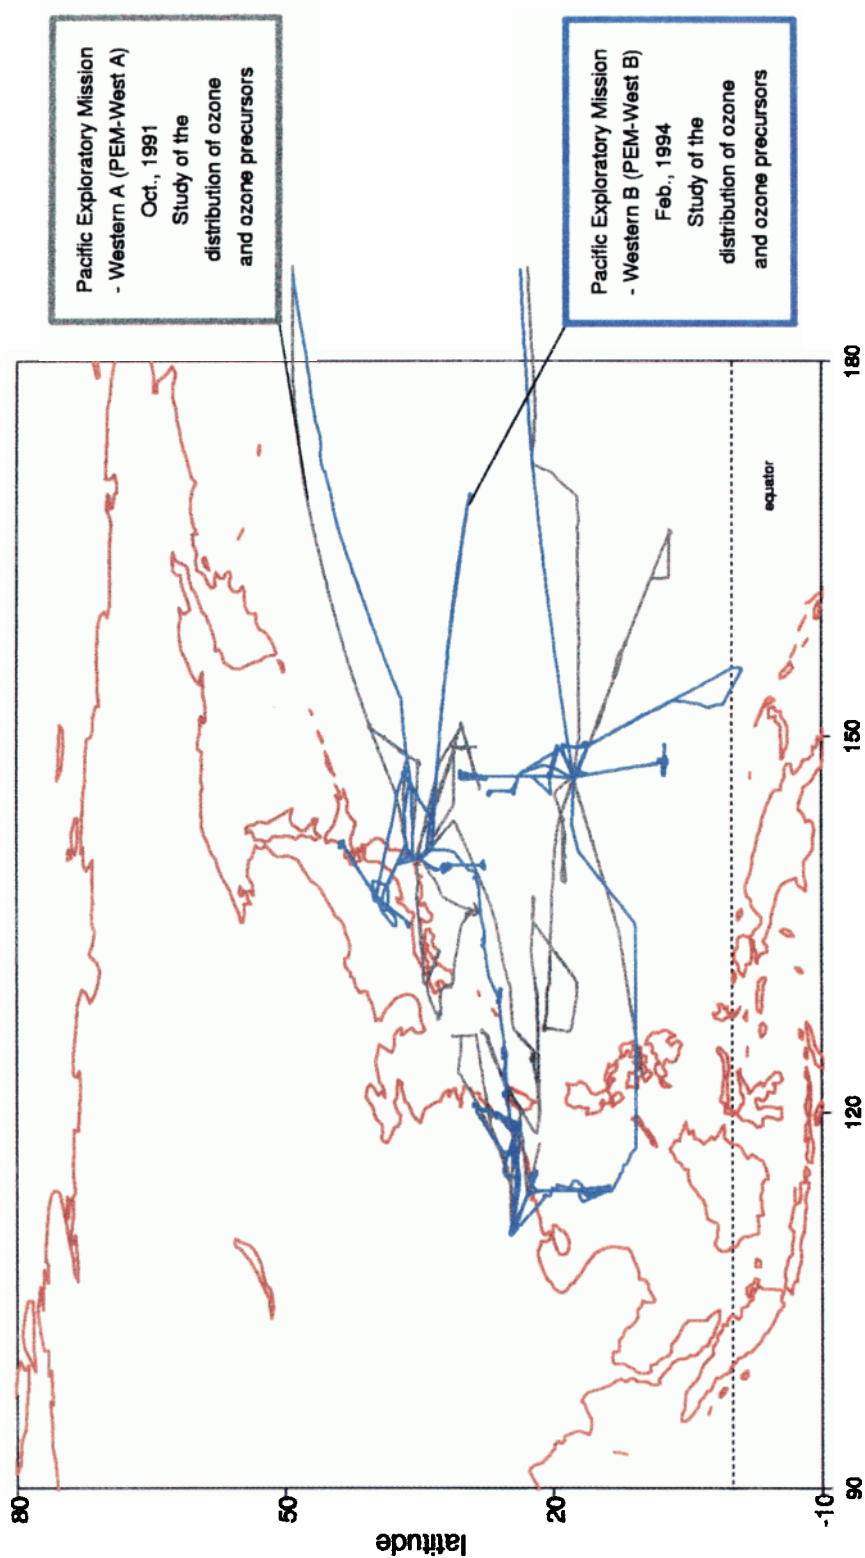 Pacific Exploratory Mission
- Western A (PEM-West A)
Oct., 1991
Study of the
distribution of ozone
and ozone precursors
Pacific Exploratory Mission
- Western B (PEM-West B)
Feb., 1994
Study of the
distribution of ozone
and ozone precursors
80
50
20
-10
latitude
90
120
150
180
equator